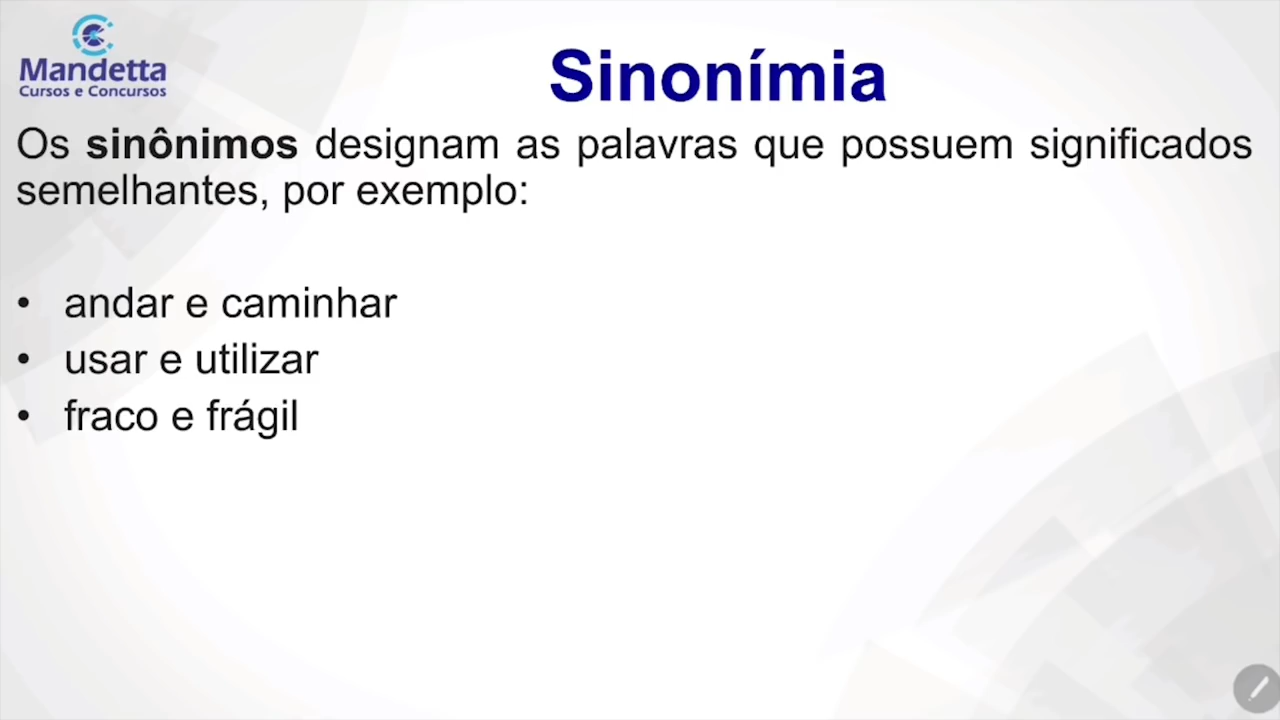 Mandetta
Cursos e Concursos
Sinonímia
Os sinônimos designam as palavras que possuem significados
semelhantes, por exemplo:
• andar e caminhar
• usar e utilizar
• fraco e frágil